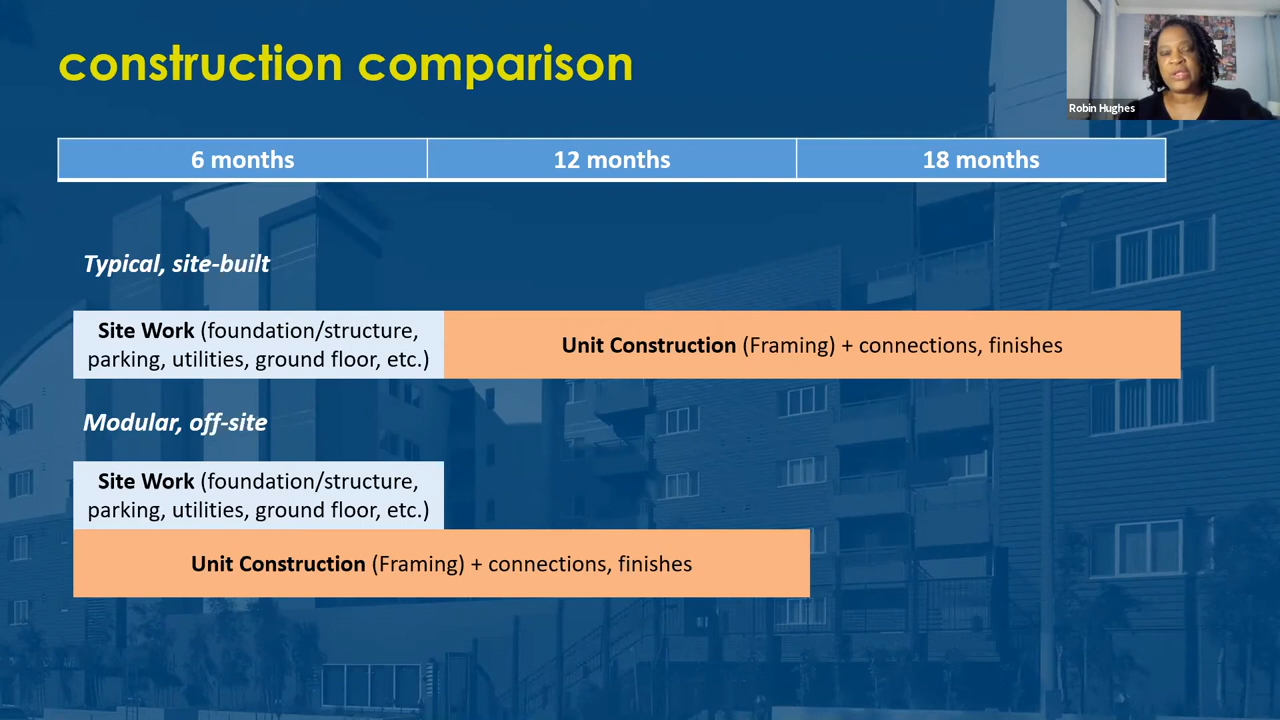 construction comparison
Robin Hughes
6 months 12 months 18 months
Typical, site-built
Site Work (foundation/structure,
parking, utilities, ground floor, etc.)
Unit Construction (Framing) + connections, finishes
Modular, off-site
Site Work (foundation/structure,
parking, utilities, ground floor, etc.)
Unit Construction (Framing) + connections, finishes